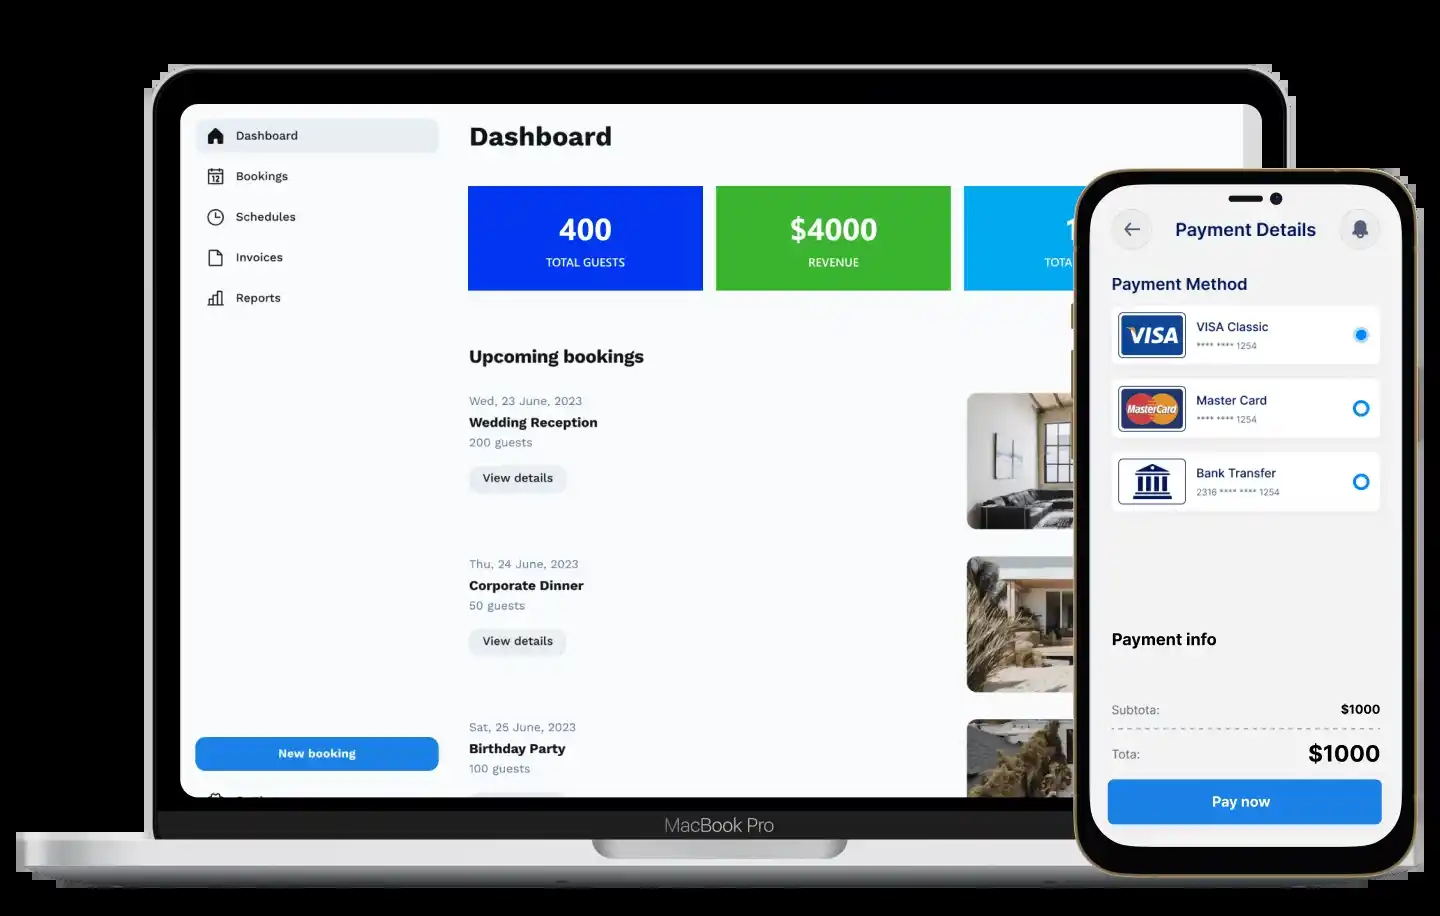 Dashboard
Bookings
12
Schedules
Invoices
Reports
New booking
Dashboard
400
TOTAL GUESTS
$4000
REVENUE
Upcoming bookings
Wed, 23 June, 2023
Wedding Reception
200 guests
View details
Thu, 24 June, 2023
Corporate Dinner
50 guests
View details
Sat, 25 June, 2023
Birthday Party
100 guests
MacBook Pro
Payment Details
Payment Method
VISA
VISA Classic
**** **** 1254
MasterCard
Master Card
**** **** 1254
Bank Transfer
2316 **** **** 1254
Payment info
Subtota:
$1000
Tota:
$1000
Pay now